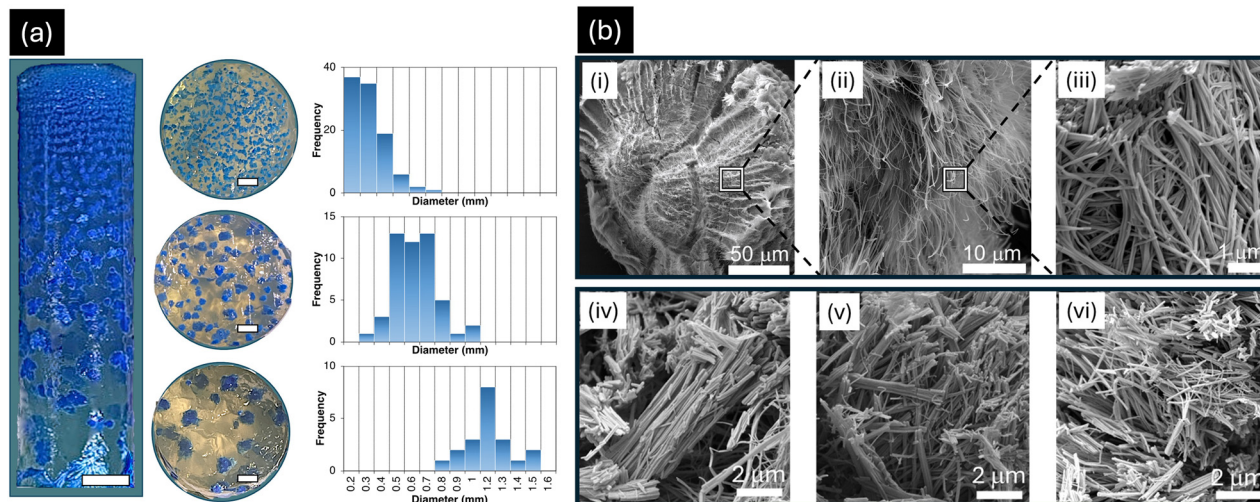 (a)
40
20
0
Frequency
Diameter (mm)
15
10
5
0
Frequency
Diameter (mm)
10
5
0
Frequency
0.2 0.3 0.4 0.5 0.6 0.7 0.8 0.9 1 1.2 1.3 1.4 1.5 1.6
Diameter (mm)
(b)
(i)
50 μm
(ii)
10 μm
(iii)
1 μm
(iv)
2 μm
(v)
2 μm
(vi)
2 μm